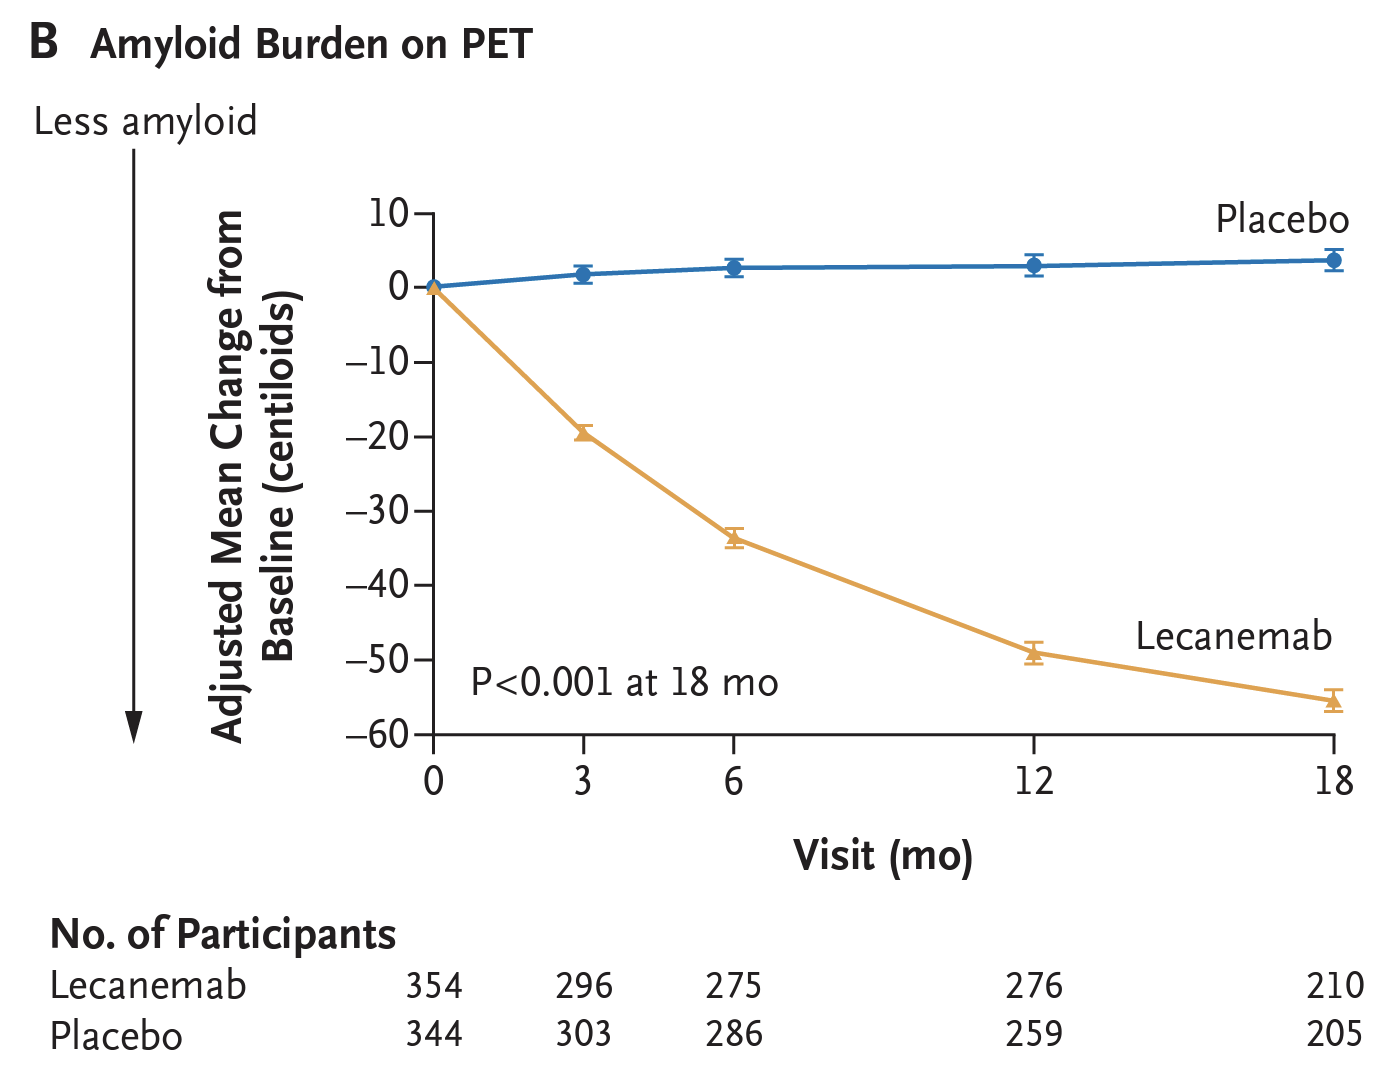 B Amyloid Burden on PET
Less amyloid
Adjusted Mean Change from
Baseline (centiloids)
10
0
–10
–20
–30
–40
–50
–60
Placebo
Lecanemab
P<0.001 at 18 mo
0 3 6 12 18
Visit (mo)
No. of Participants
Lecanemab 354 296 275 276 210
Placebo 344 303 286 259 205